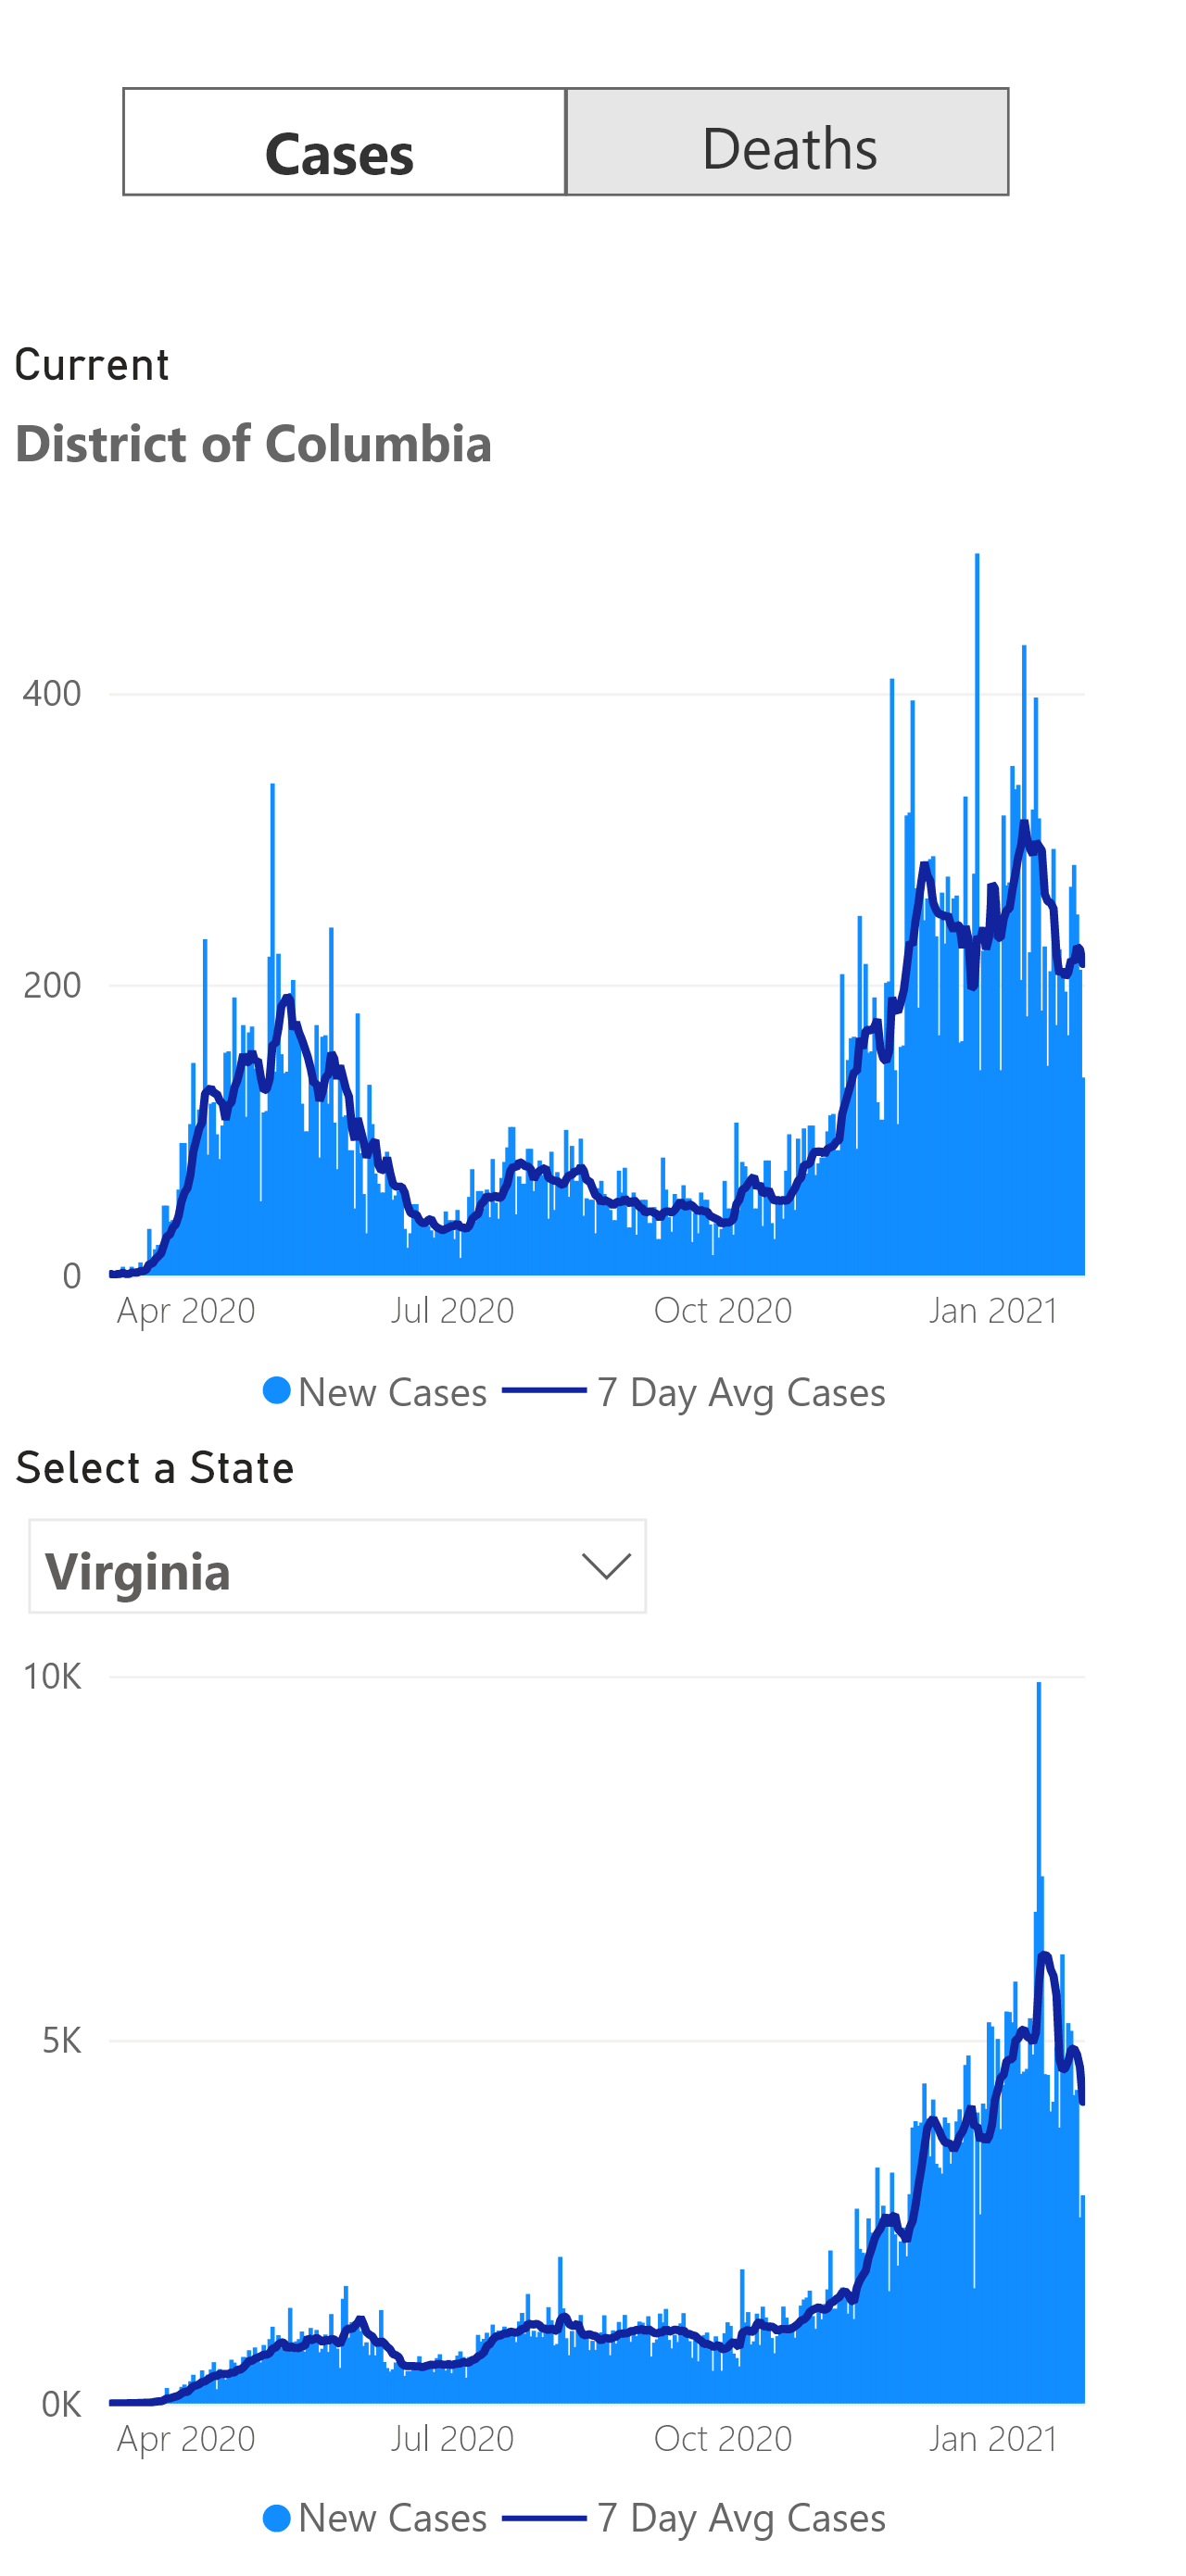 Cases Deaths
Current
District of Columbia
400
200
0
Apr 2020 Jul 2020 Oct 2020 Jan 2021
New Cases 7 Day Avg Cases
Select a State
Virginia
10K
5K
0K
Apr 2020 Jul 2020 Oct 2020 Jan 2021
New Cases 7 Day Avg Cases